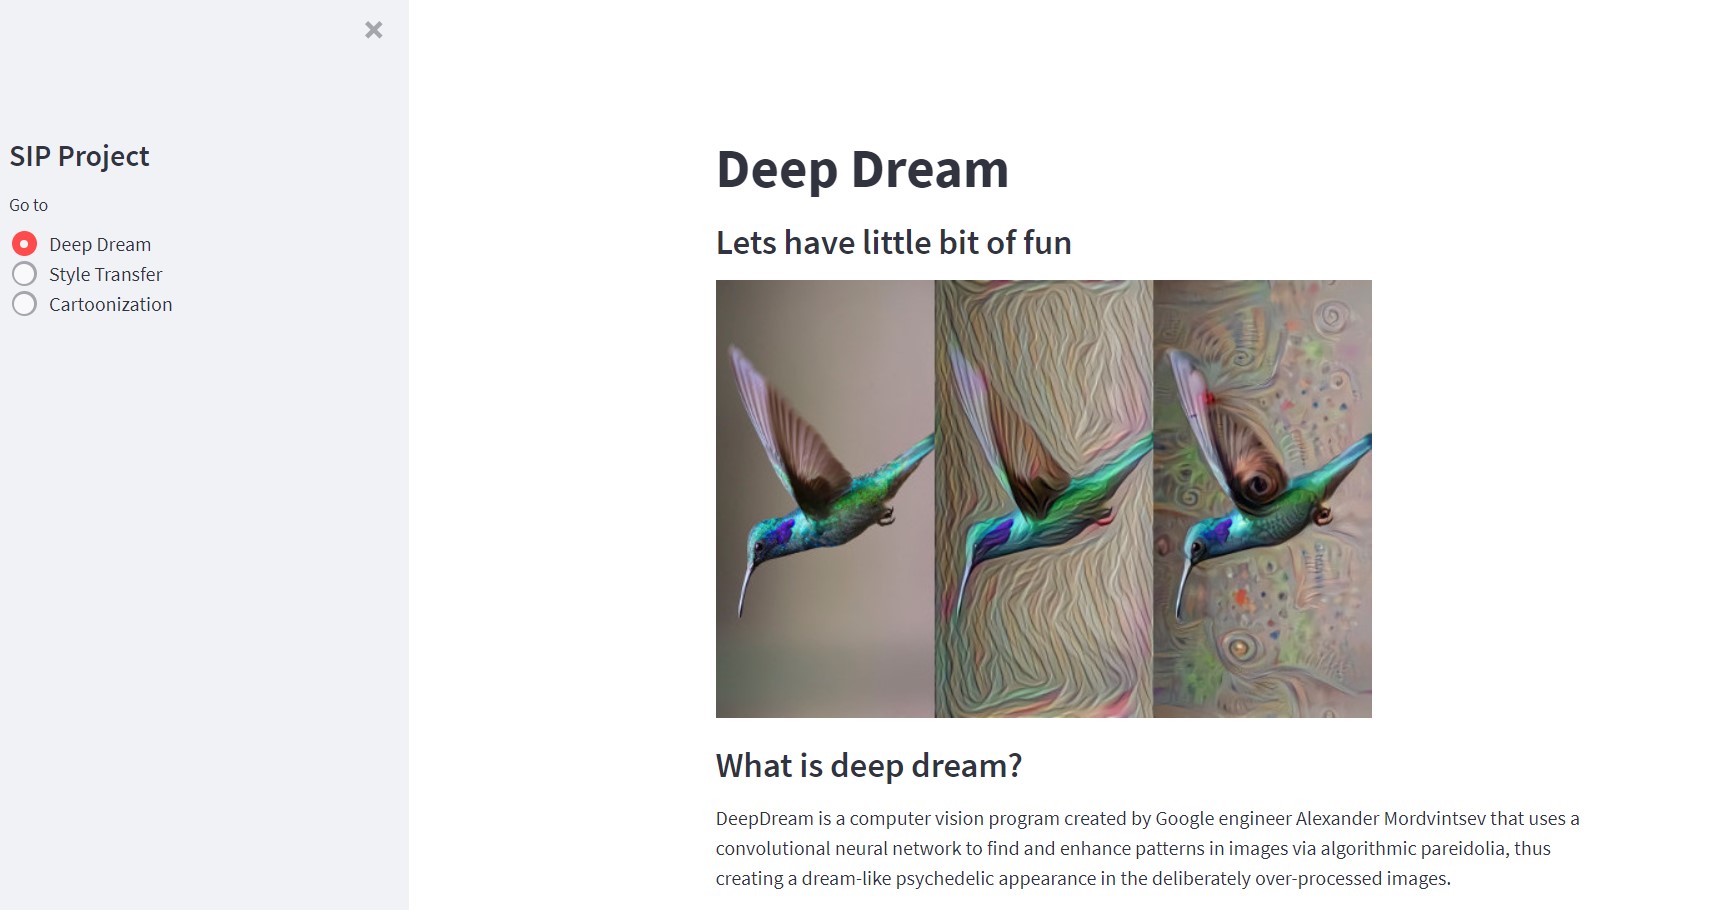 SIP Project
Go to
Deep Dream
Style Transfer
Cartoonization
Deep Dream
Lets have little bit of fun
What is deep dream?
DeepDream is a computer vision program created by Google engineer Alexander Mordvintsev that uses a
convolutional neural network to find and enhance patterns in images via algorithmic pareidolia, thus
creating a dream-like psychedelic appearance in the deliberately over-processed images.